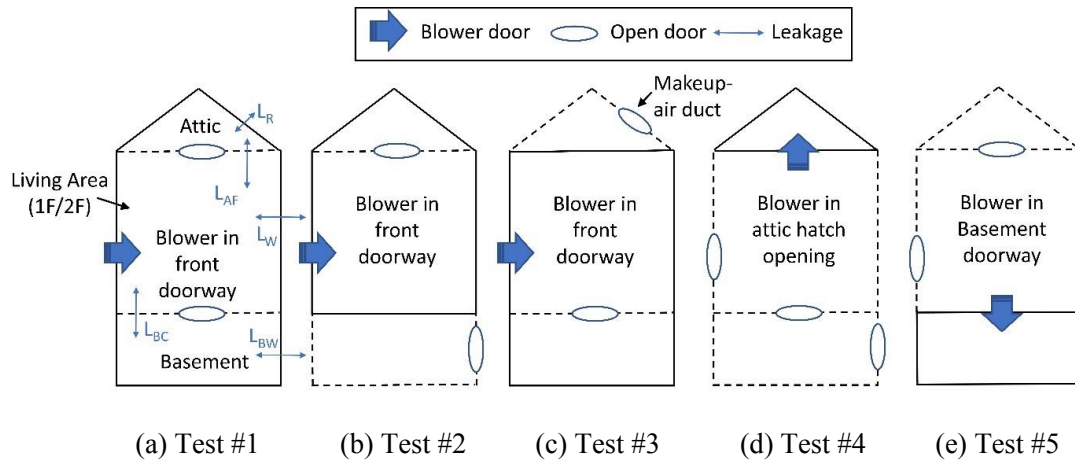 Blower door
Open door
Leakage
Makeup-
air duct
Attic
L_R
Living Area
(1F/2F)
L_AF
L_W
Blower in
front
doorway
L_BC
L_BW
Basement
Blower in
front
doorway
Blower in
front
doorway
Blower in
attic hatch
opening
Blower in
Basement
doorway
(a) Test #1
(b) Test #2
(c) Test #3
(d) Test #4
(e) Test #5